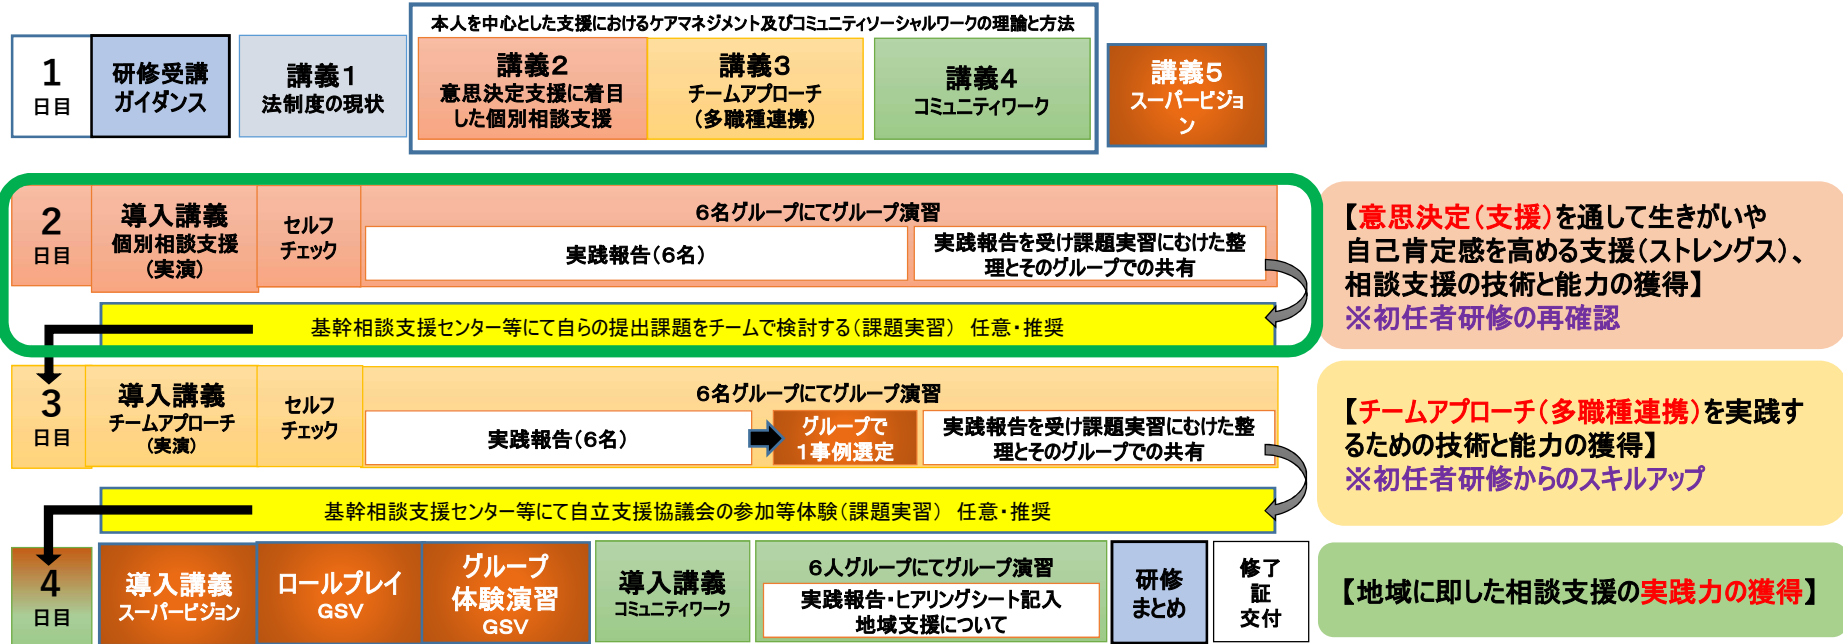 本人を中心とした支援におけるケアマネジメント及びコミュニティソーシャルワークの理論と方法
1
日目
研修受講
ガイダンス
講義1
法制度の現状
講義2
意思決定支援に着目
した個別相談支援
講義3
チームアプローチ
(多職種連携)
講義4
コミュニティワーク
講義5
スーパービジョ
ン
2
日目
導入講義
個別相談支援
(実演)
セルフ
チェック
6名グループにてグループ演習
実践報告(6名)
実践報告を受け課題実習にむけた整
理とそのグループでの共有
基幹相談支援センター等にて自らの提出課題をチームで検討する(課題実習) 任意・推奨
【意思決定(支援)を通して生きがいや
自己肯定感を高める支援(ストレングス)、
相談支援の技術と能力の獲得】
※初任者研修の再確認
3
日目
導入講義
チームアプローチ
(実演)
セルフ
チェック
6名グループにてグループ演習
実践報告(6名)
グループで
1事例選定
実践報告を受け課題実習にむけた整
理とそのグループでの共有
基幹相談支援センター等にて自立支援協議会の参加等体験(課題実習) 任意・推奨
【チームアプローチ(多職種連携)を実践す
るための技術と能力の獲得】
※初任者研修からのスキルアップ
4
日目
導入講義
スーパービジョン
ロールプレイ
GSV
グループ
体験演習
GSV
導入講義
コミュニティワーク
6人グループにてグループ演習
実践報告・ヒアリングシート記入
地域支援について
研修
まとめ
修了
証
交付
【地域に即した相談支援の実践力の獲得】